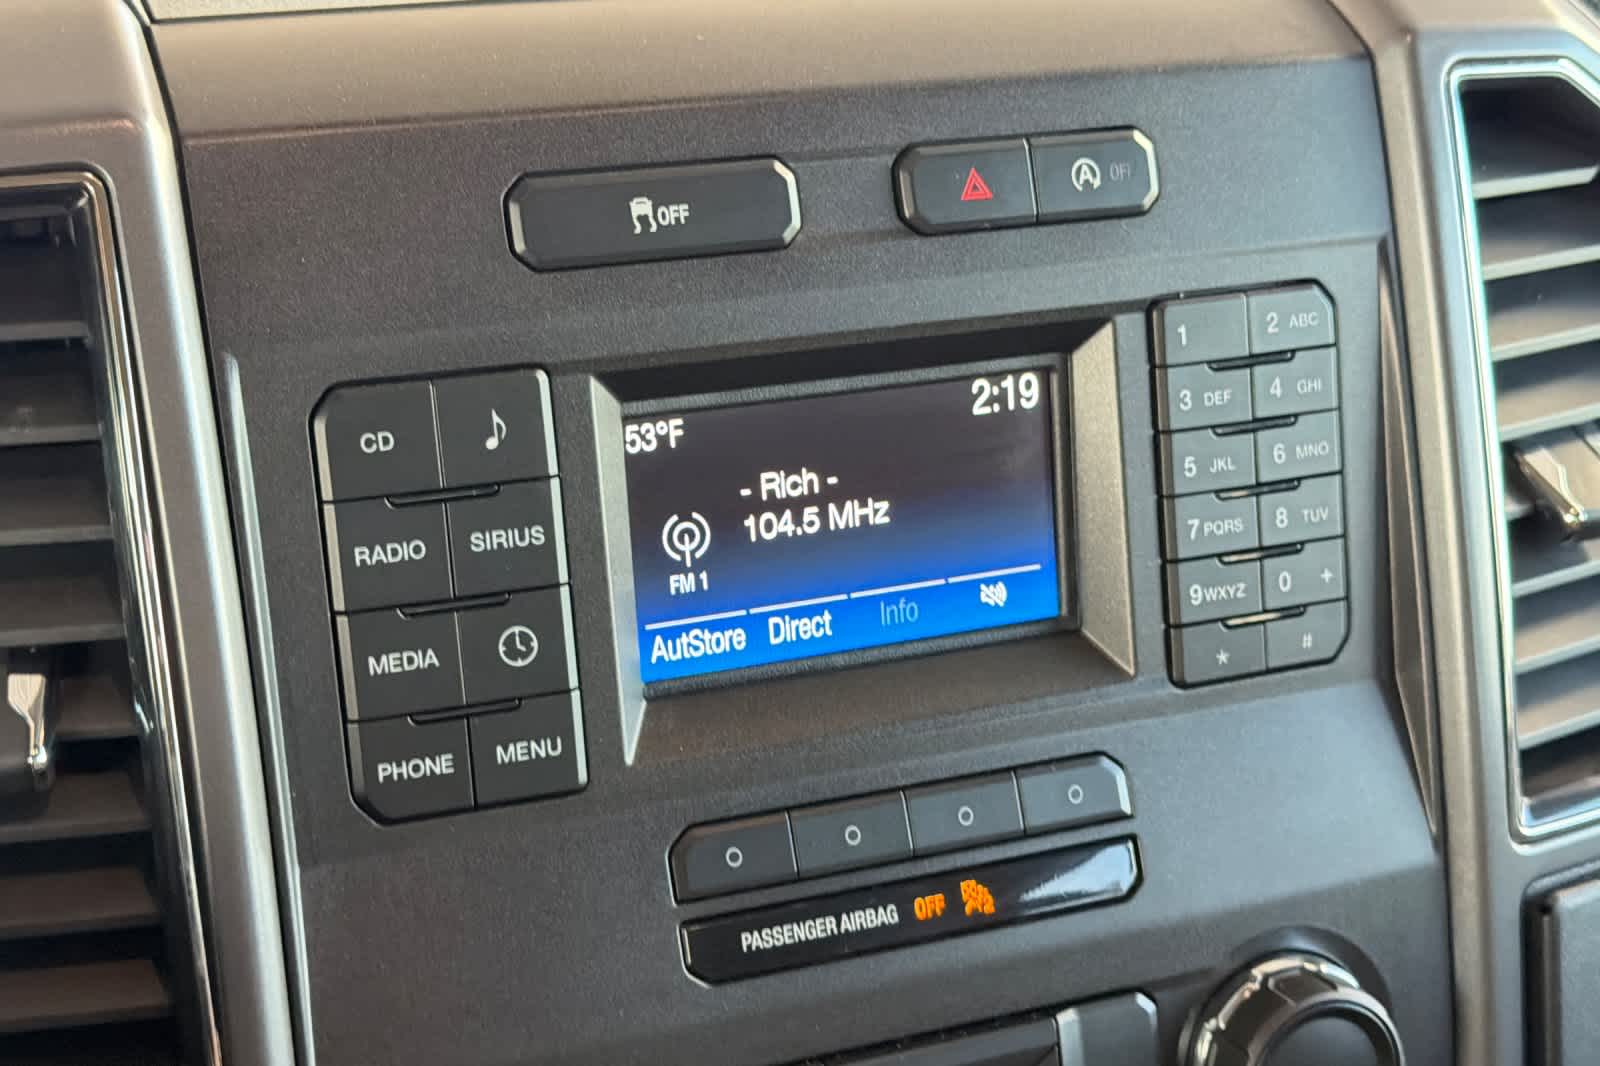 OFF
A OFF
CD
RADIO
SIRIUS
MEDIA
PHONE
MENU
53°F
2:19
- Rich -
104.5 MHz
FM 1
AutStore Direct Info
1
2 ABC
3 DEF
4 GHI
5 JKL
6 MNO
7 PQRS
8 TUV
9 WXYZ
0 +
*
#
PASSENGER AIRBAG OFF 2